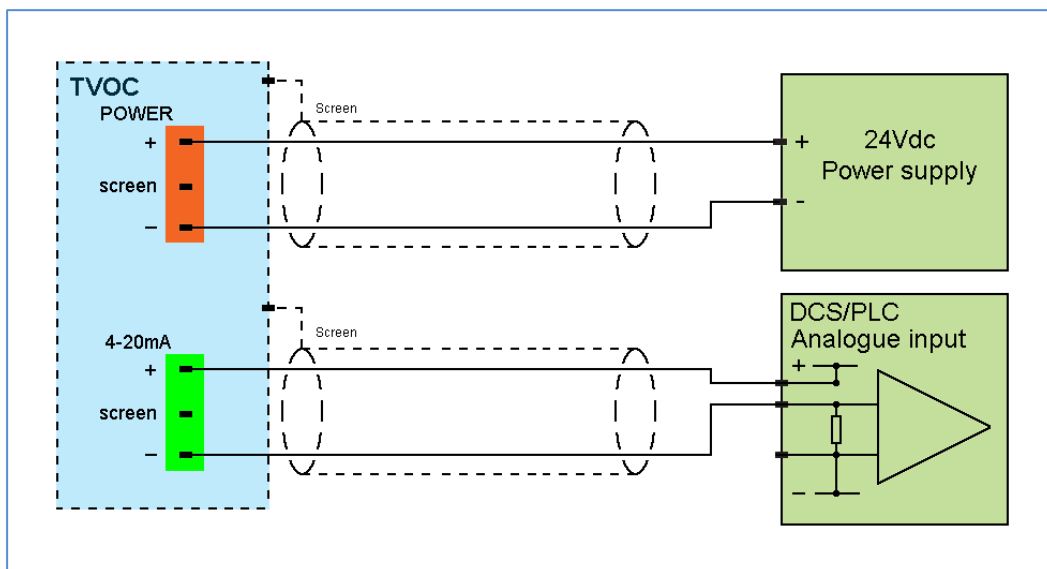 TVOC
POWER
+
screen
−
Screen
+
24Vdc
Power supply
-
4-20mA
+
screen
−
Screen
DCS/PLC
Analogue input
+
−